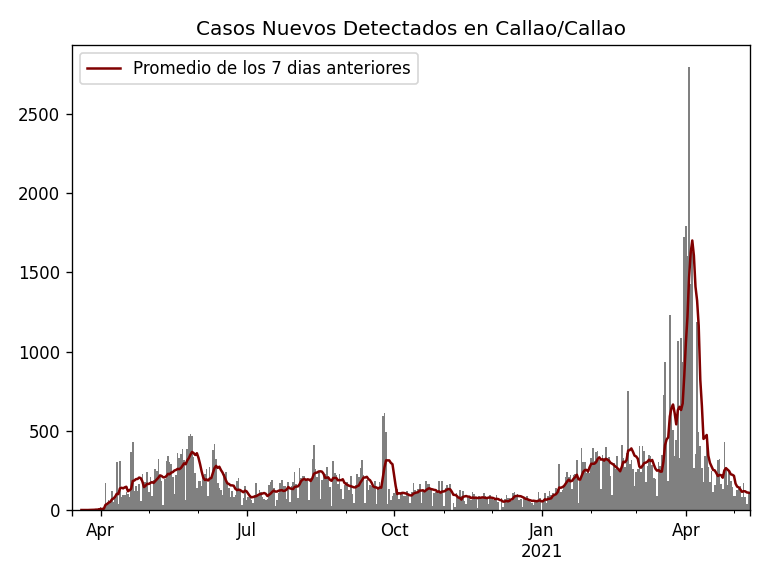 Casos Nuevos Detectados en Callao/Callao
Promedio de los 7 dias anteriores
2500
2000
1500
1000
500
0
Apr Jul Oct Jan Apr
2021